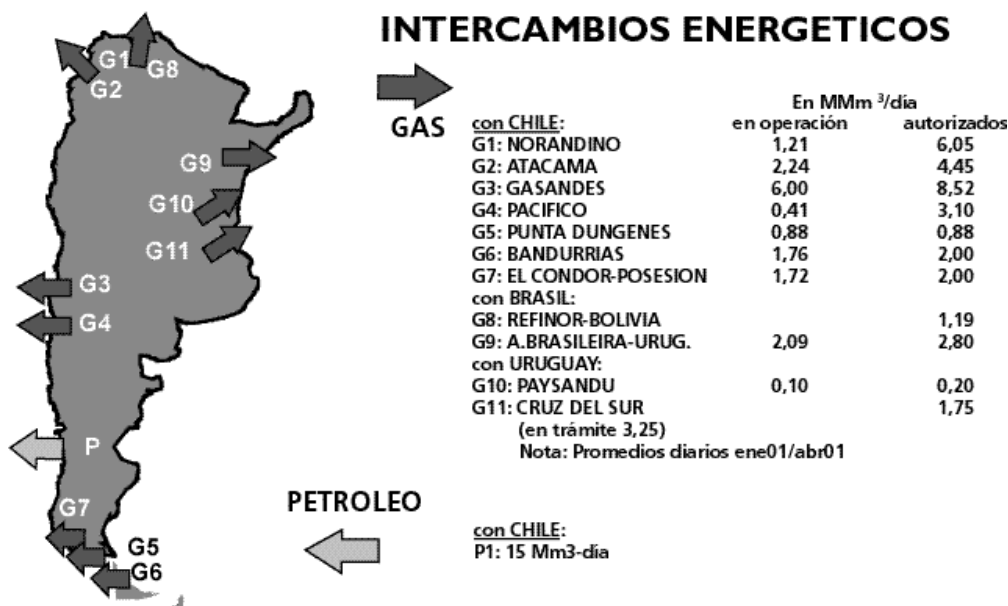 INTERCAMBIOS ENERGETICOS
G1
G8
G2
G9
G10
G11
G3
G4
P
G7
G5
G6
GAS
En MMm ³/día
con CHILE: en operación autorizados
G1: NORANDINO 1,21 6,05
G2: ATACAMA 2,24 4,45
G3: GASANDES 6,00 8,52
G4: PACIFICO 0,41 3,10
G5: PUNTA DUNGENES 0,88 0,88
G6: BANDURRIAS 1,76 2,00
G7: EL CONDOR-POSESION 1,72 2,00
con BRASIL:
G8: REFINOR-BOLIVIA 1,19
G9: A.BRASILEIRA-URUG. 2,09 2,80
con URUGUAY:
G10: PAYSANDU 0,10 0,20
G11: CRUZ DEL SUR 1,75
(en trámite 3,25)
Nota: Promedios diarios ene01/abr01
PETROLEO
con CHILE:
P1: 15 Mm3-día